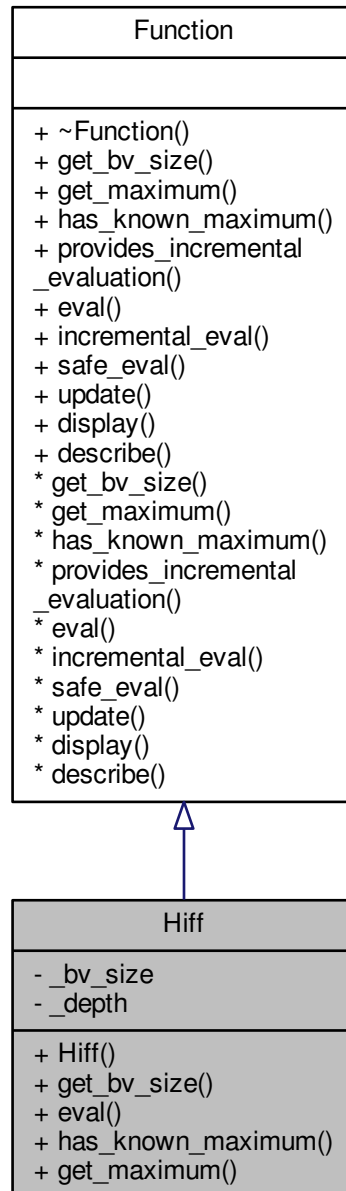 Function
+ ~Function()
+ get_bv_size()
+ get_maximum()
+ has_known_maximum()
+ provides_incremental
_evaluation()
+ eval()
+ incremental_eval()
+ safe_eval()
+ update()
+ display()
+ describe()
* get_bv_size()
* get_maximum()
* has_known_maximum()
* provides_incremental
_evaluation()
* eval()
* incremental_eval()
* safe_eval()
* update()
* display()
* describe()
Hiff
- _bv_size
- _depth
+ Hiff()
+ get_bv_size()
+ eval()
+ has_known_maximum()
+ get_maximum()